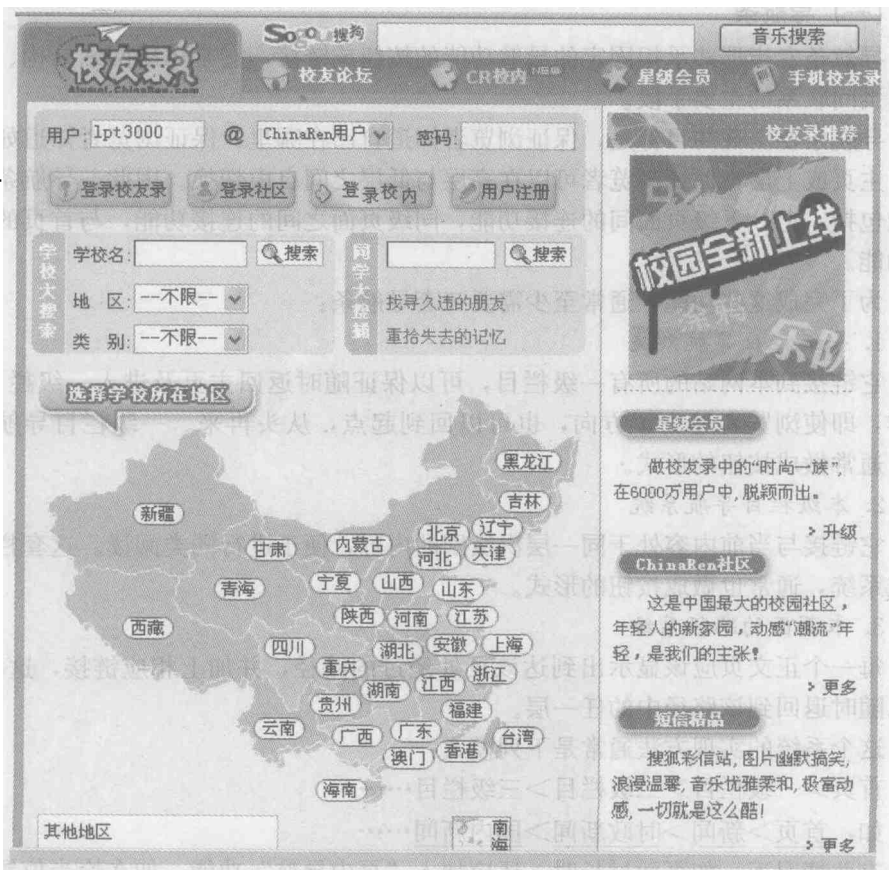 Sogou搜狗
音乐搜索
校友录
Alumni.ChinaRen.com
校友论坛 CR校内 NEW 星级会员 手机校友录
用户: lpt3000 @ ChinaRen用户 密码:
登录校友录 登录社区 登录校内 用户注册
学校大搜索
学校名: 搜索
地 区: --不限--
类 别: --不限--
同学大搜捕
搜索
找寻久违的朋友
重拾失去的记忆
选择学校所在地区
黑龙江
吉林
新疆
北京 辽宁
甘肃 内蒙古
河北 天津
青海 宁夏 山西 山东
陕西 河南 江苏
西藏
四川 湖北 安徽 上海
重庆 浙江
湖南 江西
贵州 福建
云南 广西 广东 台湾
澳门 香港
海南
其他地区
南海
校友录推荐
校园全新上线
乐队
星级会员
做校友录中的“时尚一族”,
在6000万用户中, 脱颖而出。
> 升级
ChinaRen社区
这是中国最大的校园社区,
年轻人的新家园, 动感“潮流”年
轻, 是我们的主张!
> 更多
短信精品
搜狐彩信站, 图片幽默搞笑,
浪漫温馨, 音乐优雅柔和, 极富动
感, 一切就是这么酷!
> 更多